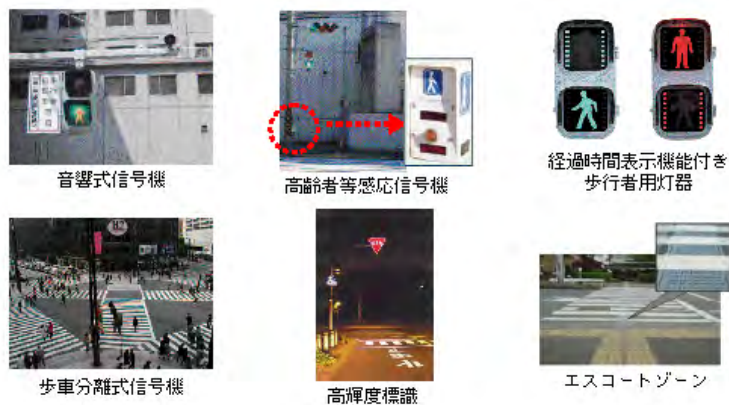 音響式信号機
高齢者等感応信号機
経過時間表示機能付き
歩行者用灯器
歩車分離式信号機
高輝度標識
エスコートゾーン